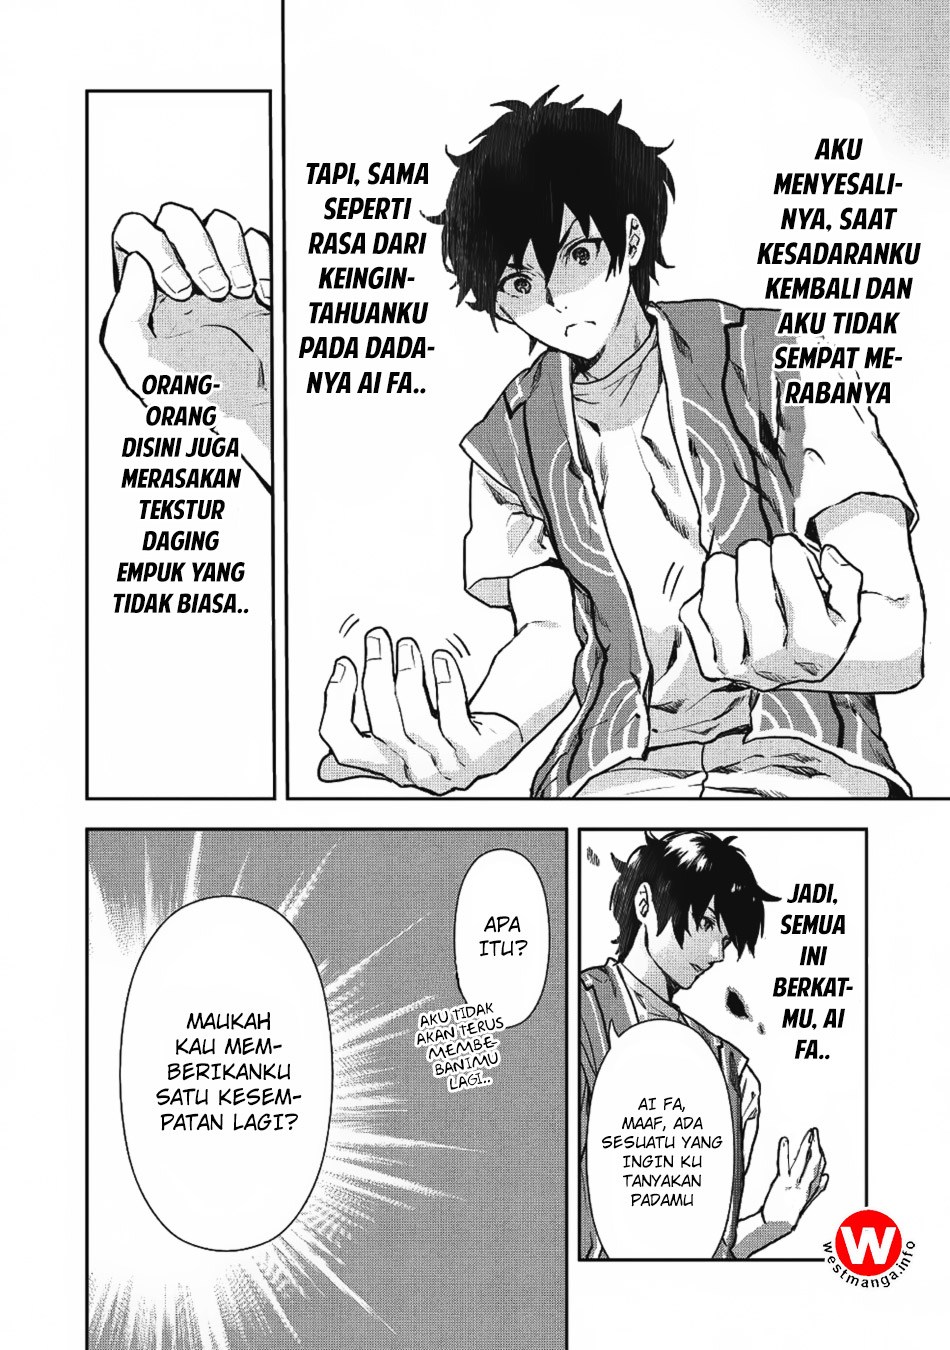 AKU
MENYESALI-
NYA, SAAT
KESADARANKU
KEMBALI DAN
AKU TIDAK
SEMPAT ME-
RABANYA
TAPI, SAMA
SEPERTI
RASA DARI
KEINGIN-
TAHUANKU
PADA DADA-
NYA AI FA..
ORANG-
ORANG
DISINI JUGA
MERASAKAN
TEKSTUR
DAGING
EMPUK YANG
TIDAK BIASA..
JADI,
SEMUA
INI
BERKAT-
MU, AI
FA..
AI FA,
MAAF, ADA
SESUATU YANG
INGIN KU
TANYAKAN
PADAMU
APA
ITU?
AKU TIDAK
AKAN TERUS
MEMBE-
BANIMU
LAGI..
MAUKAH
KAU MEM-
BERIKANKU
SATU KESEM-
PATAN LAGI?
W
westmanga.info